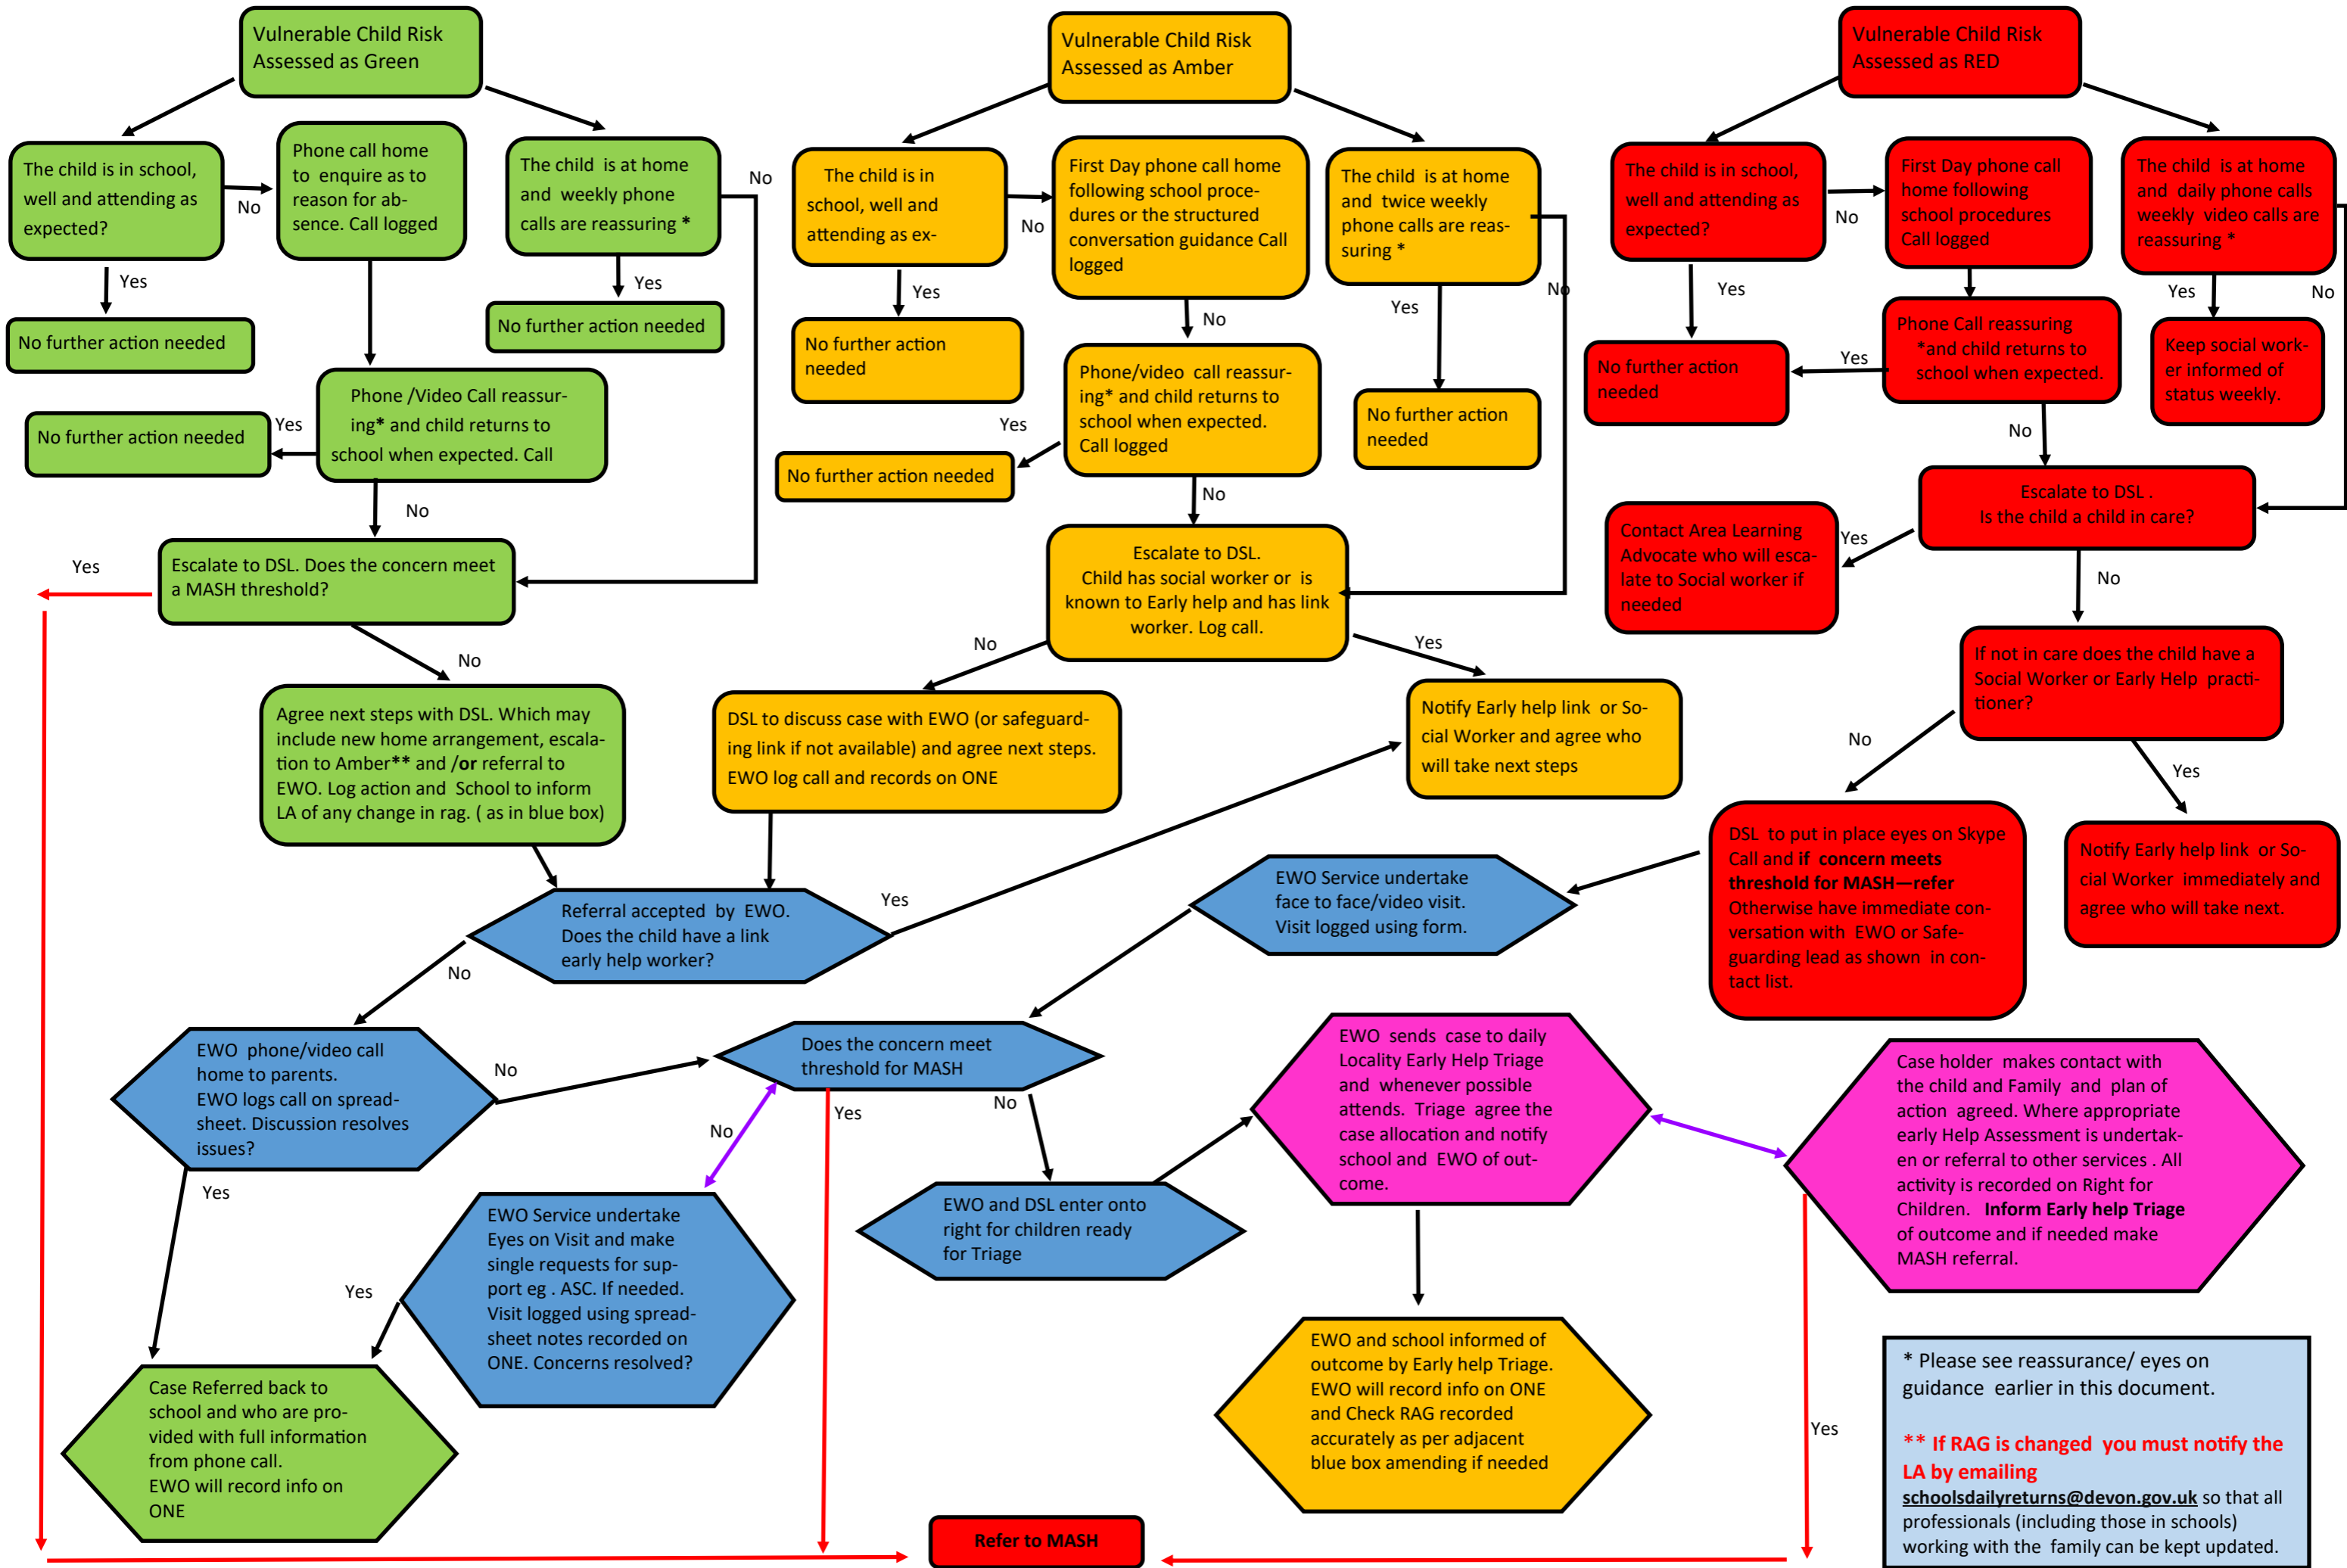 Vulnerable Child Risk
Assessed as Green
The child is in school,
well and attending as
expected?
No
Phone call home
to enquire as to
reason for ab-
sence. Call logged
The child is at home
and weekly phone
calls are reassuring *
No
Yes
No further action needed
Yes
No further action needed
Phone /Video Call reassur-
ing* and child returns to
school when expected. Call
Yes
No further action needed
No
Escalate to DSL. Does the concern meet
a MASH threshold?
Yes
No
Agree next steps with DSL. Which may
include new home arrangement, escala-
tion to Amber** and /or referral to
EWO. Log action and School to inform
LA of any change in rag. ( as in blue box)
Vulnerable Child Risk
Assessed as Amber
The child is in
school, well and
attending as ex-
No
First Day phone call home
following school proce-
dures or the structured
conversation guidance Call
logged
The child is at home
and twice weekly
phone calls are reas-
suring *
No
Yes
No further action
needed
No
Yes
No further action
needed
Phone/video call reassur-
ing* and child returns to
school when expected.
Call logged
Yes
No further action needed
No
Escalate to DSL.
Child has social worker or is
known to Early help and has link
worker. Log call.
No
Yes
DSL to discuss case with EWO (or safeguard-
ing link if not available) and agree next steps.
EWO log call and records on ONE
Notify Early help link or So-
cial Worker and agree who
will take next steps
Vulnerable Child Risk
Assessed as RED
The child is in school,
well and attending as
expected?
No
First Day phone call
home following
school procedures
Call logged
The child is at home
and daily phone calls
weekly video calls are
reassuring *
Yes
No further action
needed
Yes
Phone Call reassuring
*and child returns to
school when expected.
Yes
No
Keep social work-
er informed of
status weekly.
No
Escalate to DSL .
Is the child a child in care?
Yes
Contact Area Learning
Advocate who will esca-
late to Social worker if
needed
No
If not in care does the child have a
Social Worker or Early Help practi-
tioner?
No
Yes
DSL to put in place eyes on Skype
Call and if concern meets
threshold for MASH—refer
Otherwise have immediate con-
versation with EWO or Safe-
guarding lead as shown in con-
tact list.
Notify Early help link or So-
cial Worker immediately and
agree who will take next.
Referral accepted by EWO.
Does the child have a link
early help worker?
Yes
No
EWO Service undertake
face to face/video visit.
Visit logged using form.
EWO phone/video call
home to parents.
EWO logs call on spread-
sheet. Discussion resolves
issues?
No
Yes
Does the concern meet
threshold for MASH
No
Yes
No
EWO Service undertake
Eyes on Visit and make
single requests for sup-
port eg . ASC. If needed.
Visit logged using spread-
sheet notes recorded on
ONE. Concerns resolved?
Yes
EWO and DSL enter onto
right for children ready
for Triage
EWO sends case to daily
Locality Early Help Triage
and whenever possible
attends. Triage agree the
case allocation and notify
school and EWO of out-
come.
Case holder makes contact with
the child and Family and plan of
action agreed. Where appropriate
early Help Assessment is undertak-
en or referral to other services . All
activity is recorded on Right for
Children. Inform Early help Triage
of outcome and if needed make
MASH referral.
Yes
Case Referred back to
school and who are pro-
vided with full information
from phone call.
EWO will record info on
ONE
EWO and school informed of
outcome by Early help Triage.
EWO will record info on ONE
and Check RAG recorded
accurately as per adjacent
blue box amending if needed
* Please see reassurance/ eyes on
guidance earlier in this document.
** If RAG is changed you must notify the
LA by emailing
schoolsdailyreturns@devon.gov.uk so that all
professionals (including those in schools)
working with the family can be kept updated.
Refer to MASH